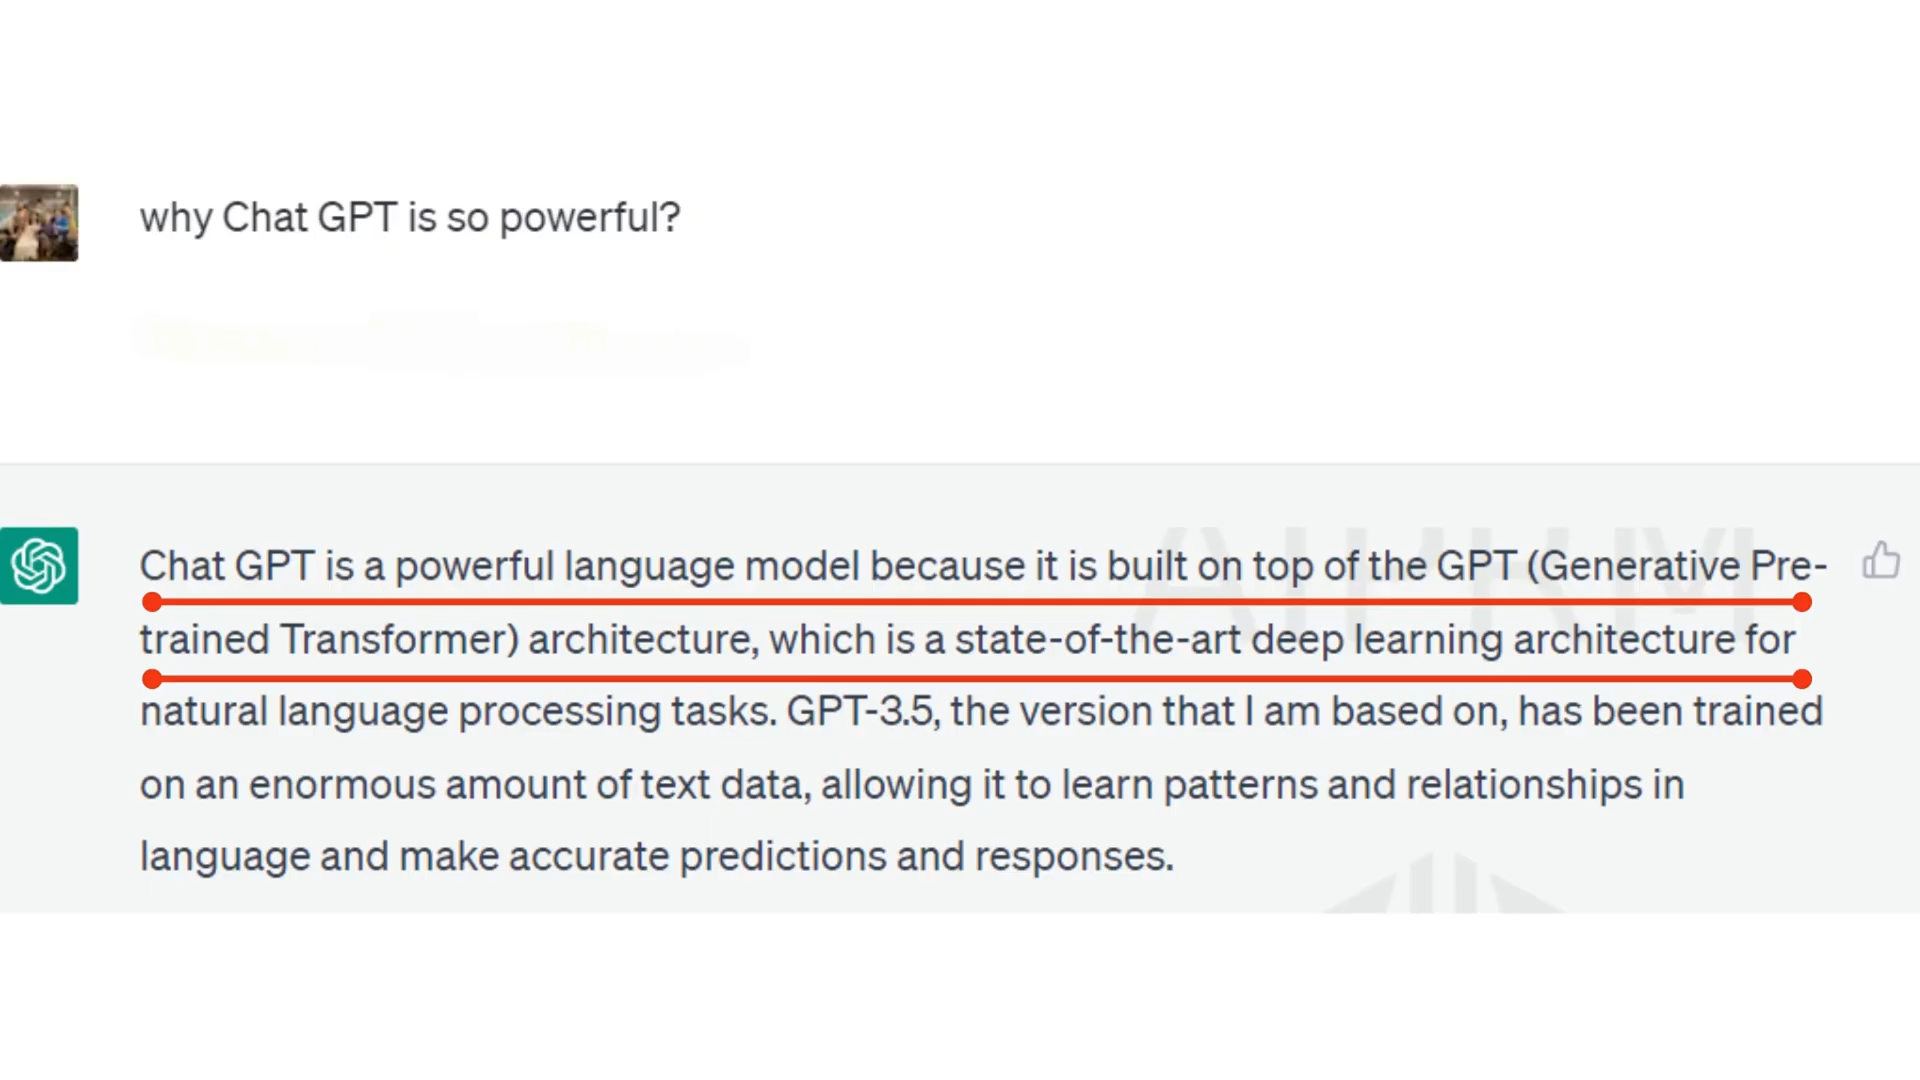 why Chat GPT is so powerful?
Chat GPT is a powerful language model because it is built on top of the GPT (Generative Pre-
trained Transformer) architecture, which is a state-of-the-art deep learning architecture for
natural language processing tasks. GPT-3.5, the version that I am based on, has been trained
on an enormous amount of text data, allowing it to learn patterns and relationships in
language and make accurate predictions and responses.
AIPRM